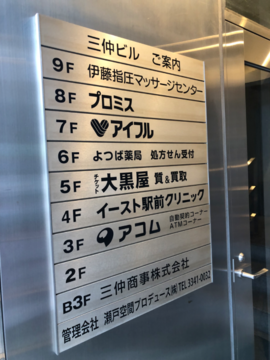 三仲ビル ご案内
9F 伊藤指圧マッサージセンター
8F プロミス
7F アイフル
6F よつば薬局 処方せん受付
5F チケット 大黒屋 質&買取
4F イースト駅前クリニック
3F アコム 自動契約コーナー
ATMコーナー
2F
B3F 三仲商事株式会社
管理会社 瀬戸空間プロデュース㈱ TEL 3341-0032